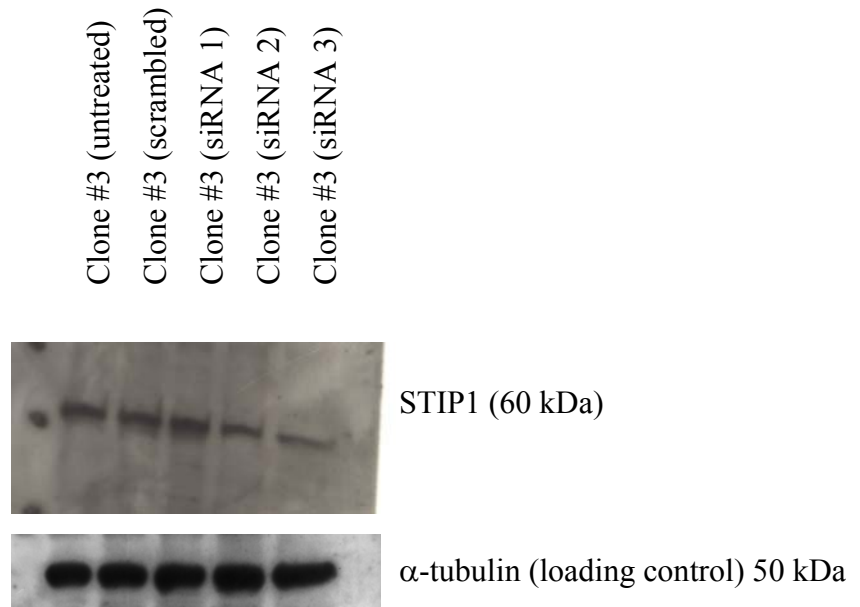 Clone #3 (untreated)
Clone #3 (scrambled)
Clone #3 (siRNA 1)
Clone #3 (siRNA 2)
Clone #3 (siRNA 3)
STIP1 (60 kDa)
α-tubulin (loading control) 50 kDa